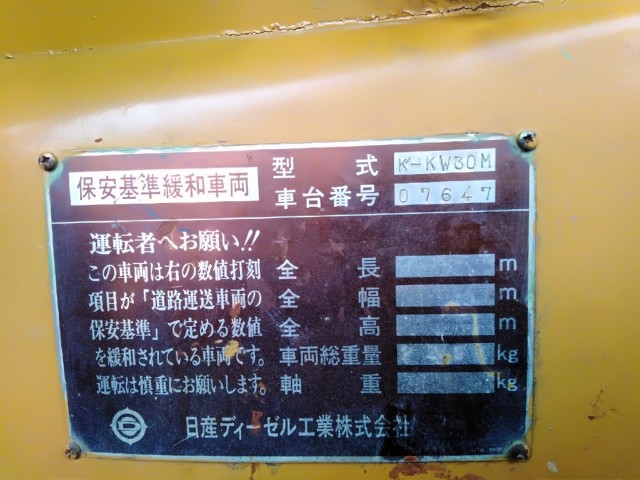 保安基準緩和車両
型式 K-KW30M
車台番号 07647
運転者へお願い!!
この車両は右の数値打刻
項目が「道路運送車両の
保安基準」で定める数値
を緩和されている車両です。
運転は慎重にお願いします。
全長 m
全幅 m
全高 m
車両総重量 kg
軸重 kg
日産ディーゼル工業株式会社